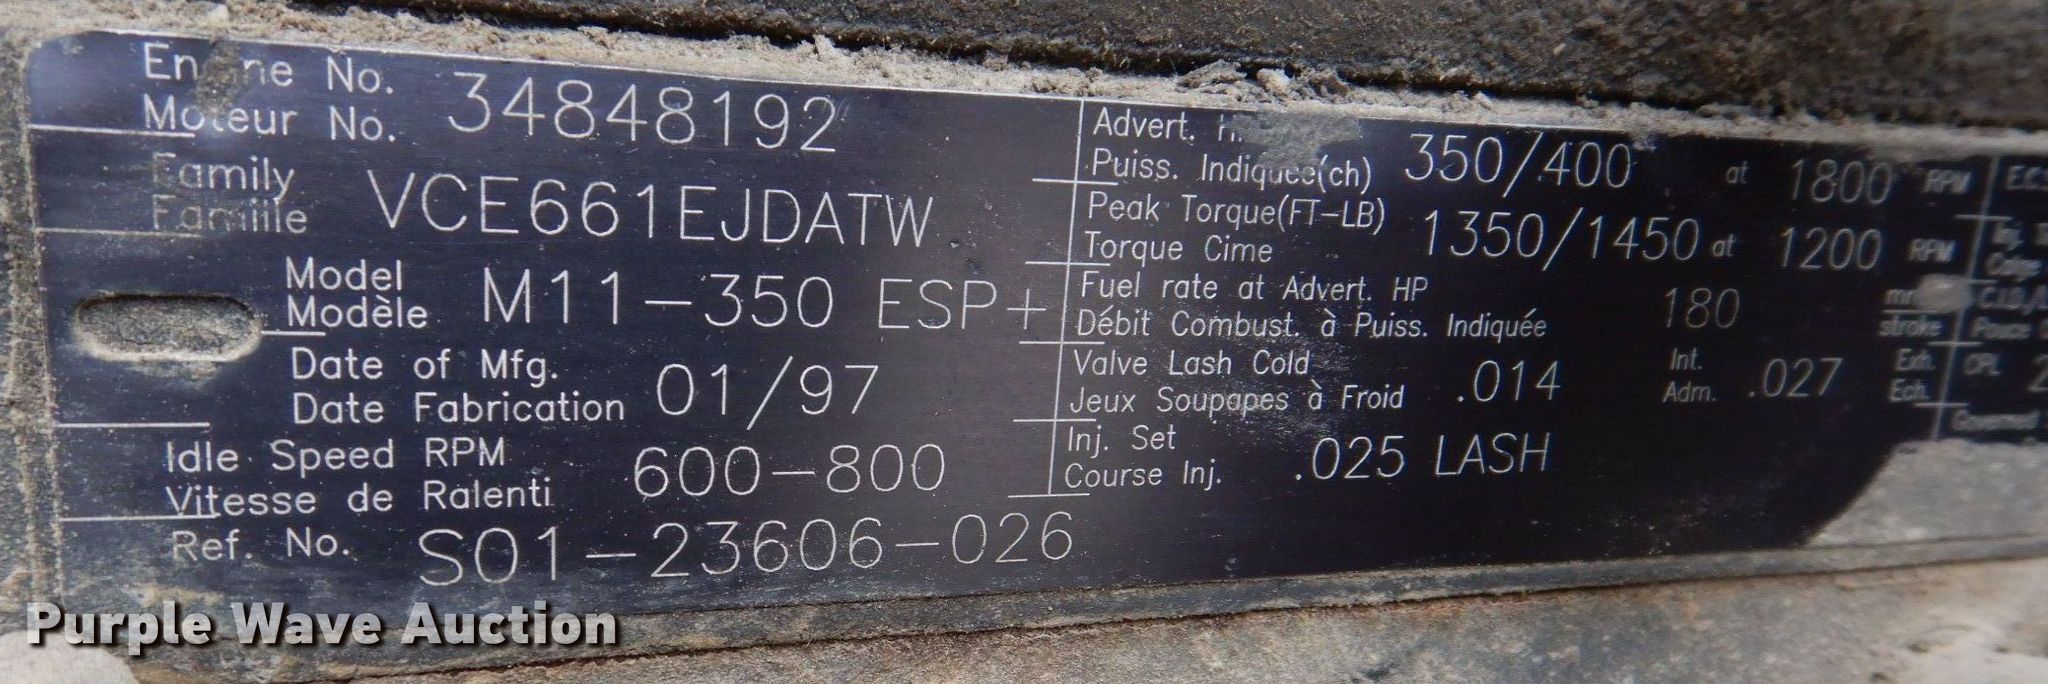 Engine No. 34848192
Moteur No.
Family VCE661EJDATW
Famille
Model M11-350 ESP+
Modèle
Date of Mfg. 01/97
Date Fabrication
Idle Speed RPM 600-800
Vitesse de Ralenti
Ref. No. S01-23606-026
Advert. 350/400 at 1800 RPM
Puiss. Indiquée(ch)
Peak Torque(FT-LB) 1350/1450 at 1200 RPM
Torque Cime
Fuel rate at Advert. HP 180
Débit Combust. à Puiss. Indiquée stroke
Valve Lash Cold .014 Int. .027 Exh.
Jeux Soupapes à Froid Adm. Ech.
Inj. Set .025 LASH
Course Inj.
CPL
Purple Wave Auction